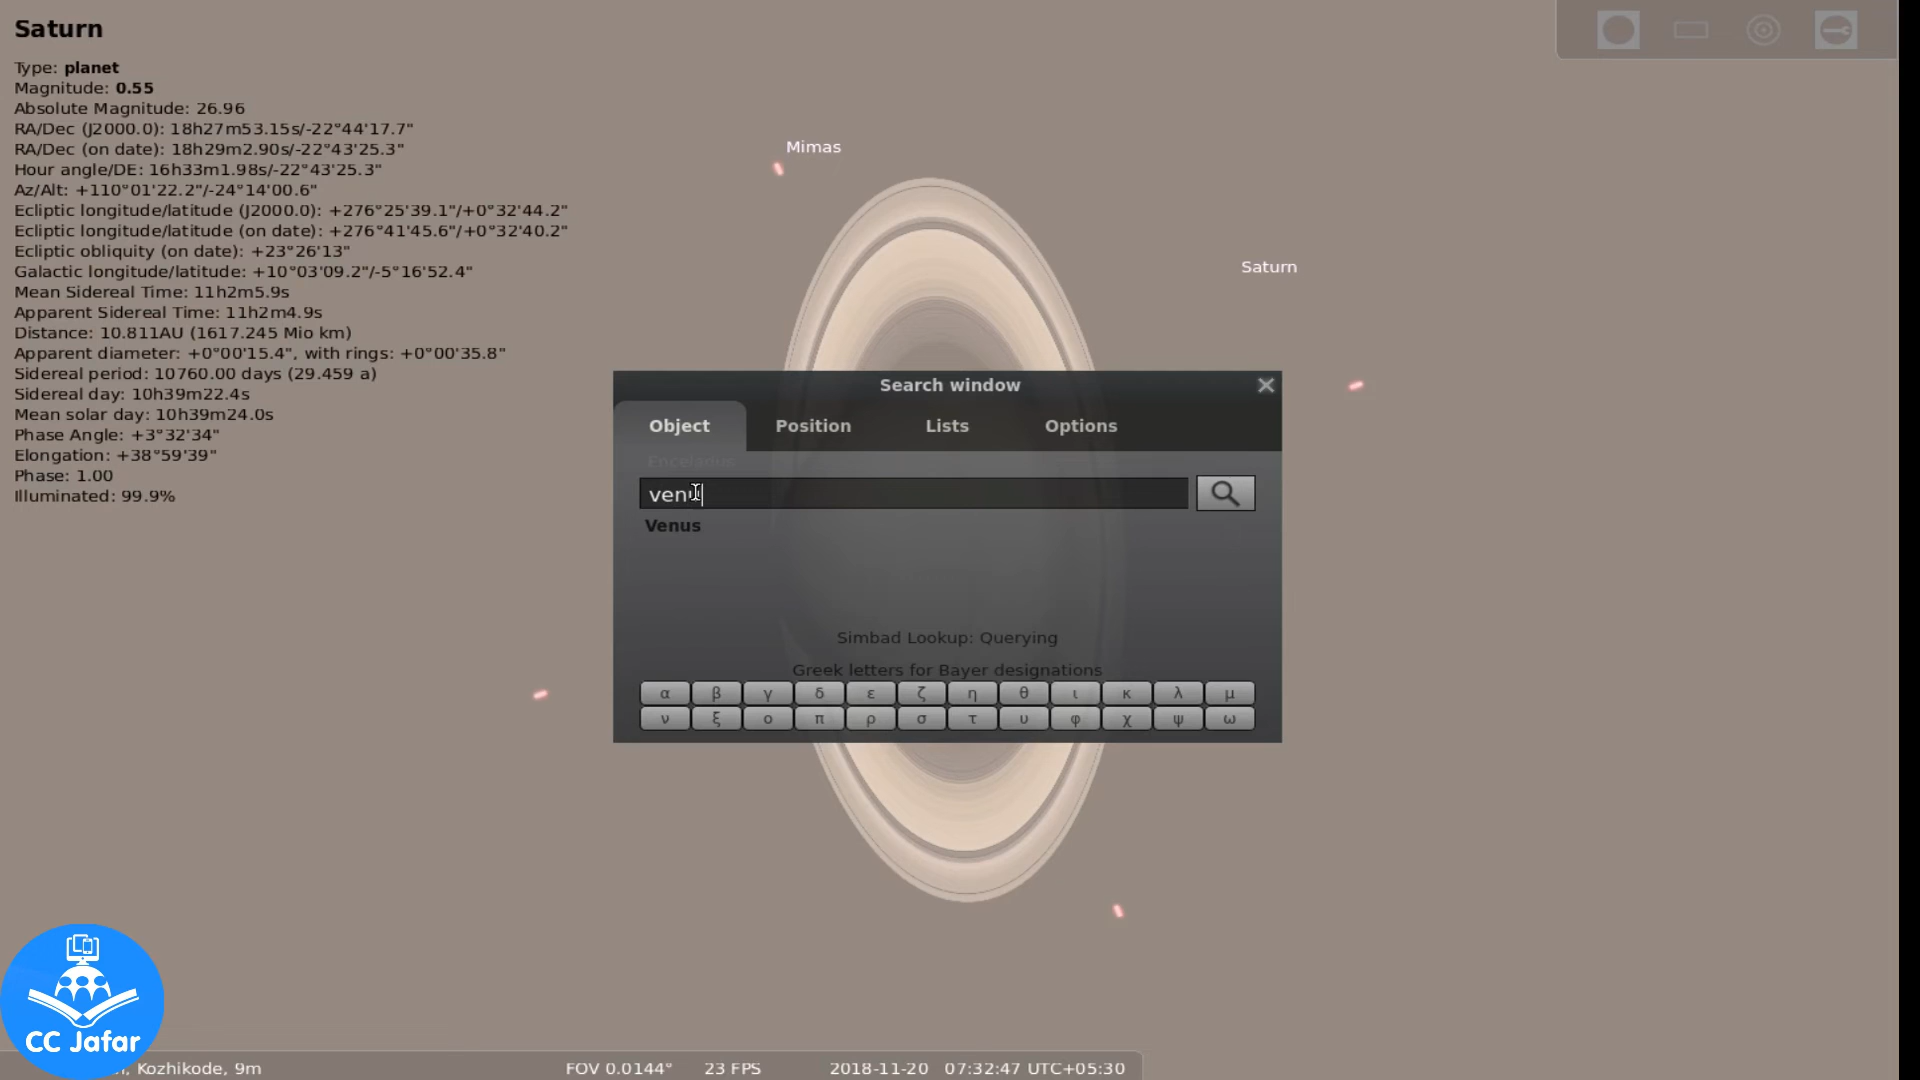 Saturn
Type: planet
Magnitude: 0.55
Absolute Magnitude: 26.96
RA/Dec (J2000.0): 18h27m53.15s/-22°44'17.7"
RA/Dec (on date): 18h29m2.90s/-22°43'25.3"
Hour angle/DE: 16h33m1.98s/-22°43'25.3"
Az/Alt: +110°01'22.2"/-24°14'00.6"
Ecliptic longitude/latitude (J2000.0): +276°25'39.1"/+0°32'44.2"
Ecliptic longitude/latitude (on date): +276°41'45.6"/+0°32'40.2"
Ecliptic obliquity (on date): +23°26'13"
Galactic longitude/latitude: +10°03'09.2"/-5°16'52.4"
Mean Sidereal Time: 11h2m5.9s
Apparent Sidereal Time: 11h2m4.9s
Distance: 10.811AU (1617.245 Mio km)
Apparent diameter: +0°00'15.4", with rings: +0°00'35.8"
Sidereal period: 10760.00 days (29.459 a)
Sidereal day: 10h39m22.4s
Mean solar day: 10h39m24.0s
Phase Angle: +3°32'34"
Elongation: +38°59'39"
Phase: 1.00
Illuminated: 99.9%
Mimas
Saturn
Search window
Object Position Lists Options
Enceladus
venu
Venus
Simbad Lookup: Querying
Greek letters for Bayer designations
α β γ δ ε ζ η θ ι κ λ μ
ν ξ ο π ρ σ τ υ φ χ ψ ω
CC Jafar
Kozhikode, 9m FOV 0.0144° 23 FPS 2018-11-20 07:32:47 UTC+05:30